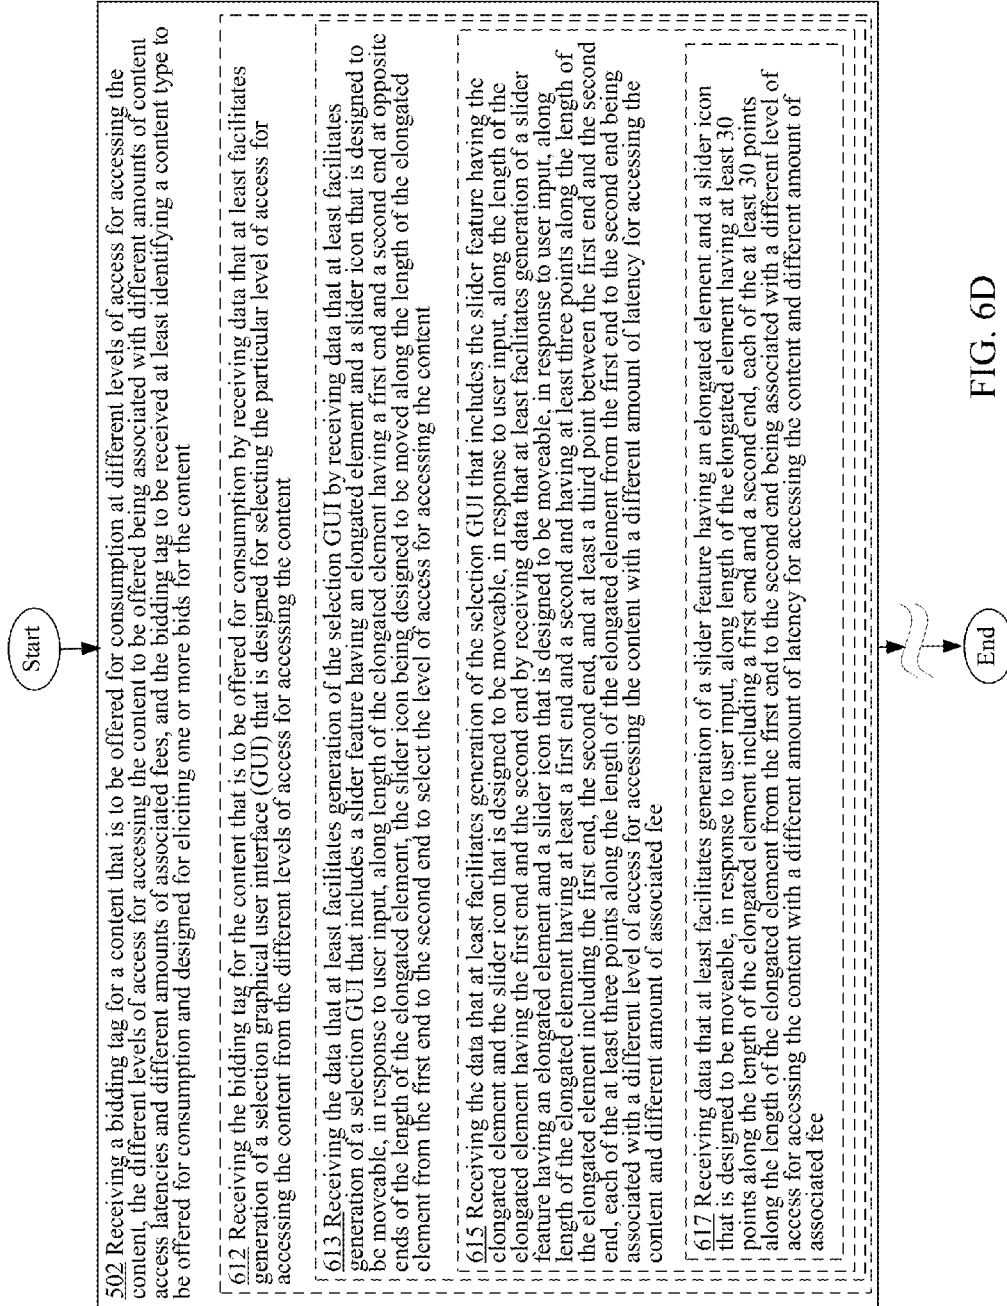 Start
502 Receiving a bidding tag for a content that is to be offered for consumption at different levels of access for accessing the
content, the different levels of access for accessing the content to be offered being associated with different amounts of content
access latencies and different amounts of associated fees, and the bidding tag to be received at least identifying a content type to
be offered for consumption and designed for eliciting one or more bids for the content
612 Receiving the bidding tag for the content that is to be offered for consumption by receiving data that at least facilitates
generation of a selection graphical user interface (GUI) that is designed for selecting the particular level of access for
accessing the content from the different levels of access for accessing the content
613 Receiving the data that at least facilitates generation of the selection GUI by receiving data that at least facilitates
generation of a selection GUI that includes a slider feature having an elongated element and a slider icon that is designed to
be moveable, in response to user input, along length of the elongated element having a first end and a second end at opposite
ends of the length of the elongated element, the slider icon being designed to be moved along the length of the elongated
element from the first end to the second end to select the level of access for accessing the content
615 Receiving the data that at least facilitates generation of the selection GUI that includes the slider feature having the
elongated element and the slider icon that is designed to be moveable, in response to user input, along the length of the
elongated element having the first end and the second end by receiving data that at least facilitates generation of a slider
feature having an elongated element and a slider icon that is designed to be moveable, in response to user input, along
length of the elongated element having at least a first end and a second and having at least three points along the length of
the elongated element including the first end, the second end, and at least a third point between the first end and the second
end, each of the at least three points along the length of the elongated element from the first end to the second end being
associated with a different level of access for accessing the content with a different amount of latency for accessing the
content and different amount of associated fee
617 Receiving data that at least facilitates generation of a slider feature having an elongated element and a slider icon
that is designed to be moveable, in response to user input, along length of the elongated element having at least 30
points along the length of the elongated element including a first end and a second end, each of the at least 30 points
along the length of the elongated element from the first end to the second end being associated with a different level of
access for accessing the content with a different amount of latency for accessing the content and different amount of
associated fee
End
FIG. 6D